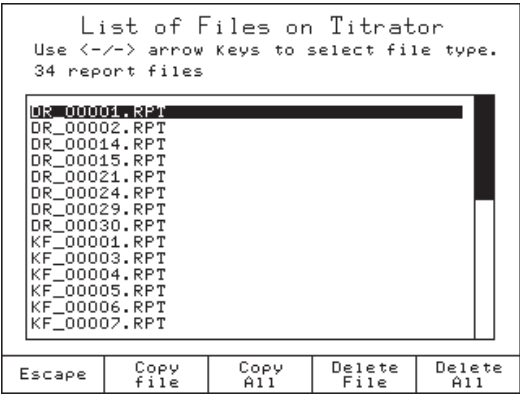 List of Files on Titrator
Use <-/-> arrow Keys to select file type.
34 report files
DR_00001.RPT
DR_00002.RPT
DR_00014.RPT
DR_00015.RPT
DR_00021.RPT
DR_00024.RPT
DR_00029.RPT
DR_00030.RPT
KF_00001.RPT
KF_00003.RPT
KF_00004.RPT
KF_00005.RPT
KF_00006.RPT
KF_00007.RPT
Escape
Copy
file
Copy
All
Delete
File
Delete
All